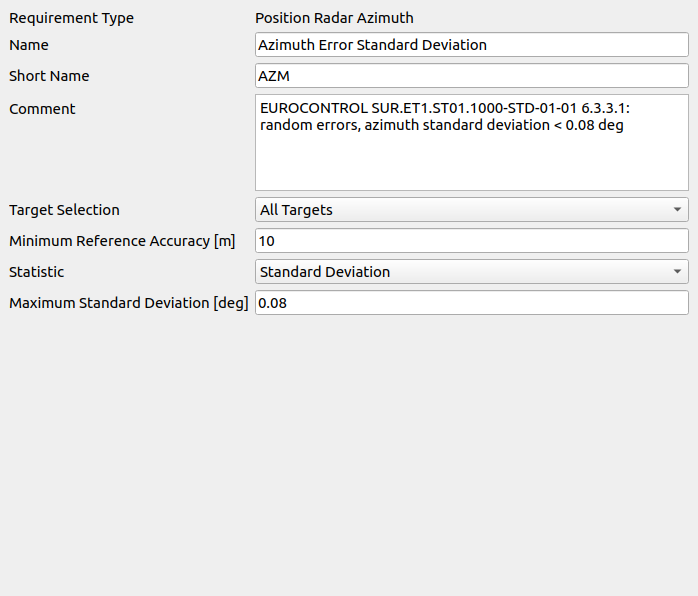 Requirement Type Position Radar Azimuth
Name Azimuth Error Standard Deviation
Short Name AZM
Comment EUROCONTROL SUR.ET1.ST01.1000-STD-01-01 6.3.3.1:
random errors, azimuth standard deviation < 0.08 deg
Target Selection All Targets
Minimum Reference Accuracy [m] 10
Statistic Standard Deviation
Maximum Standard Deviation [deg] 0.08